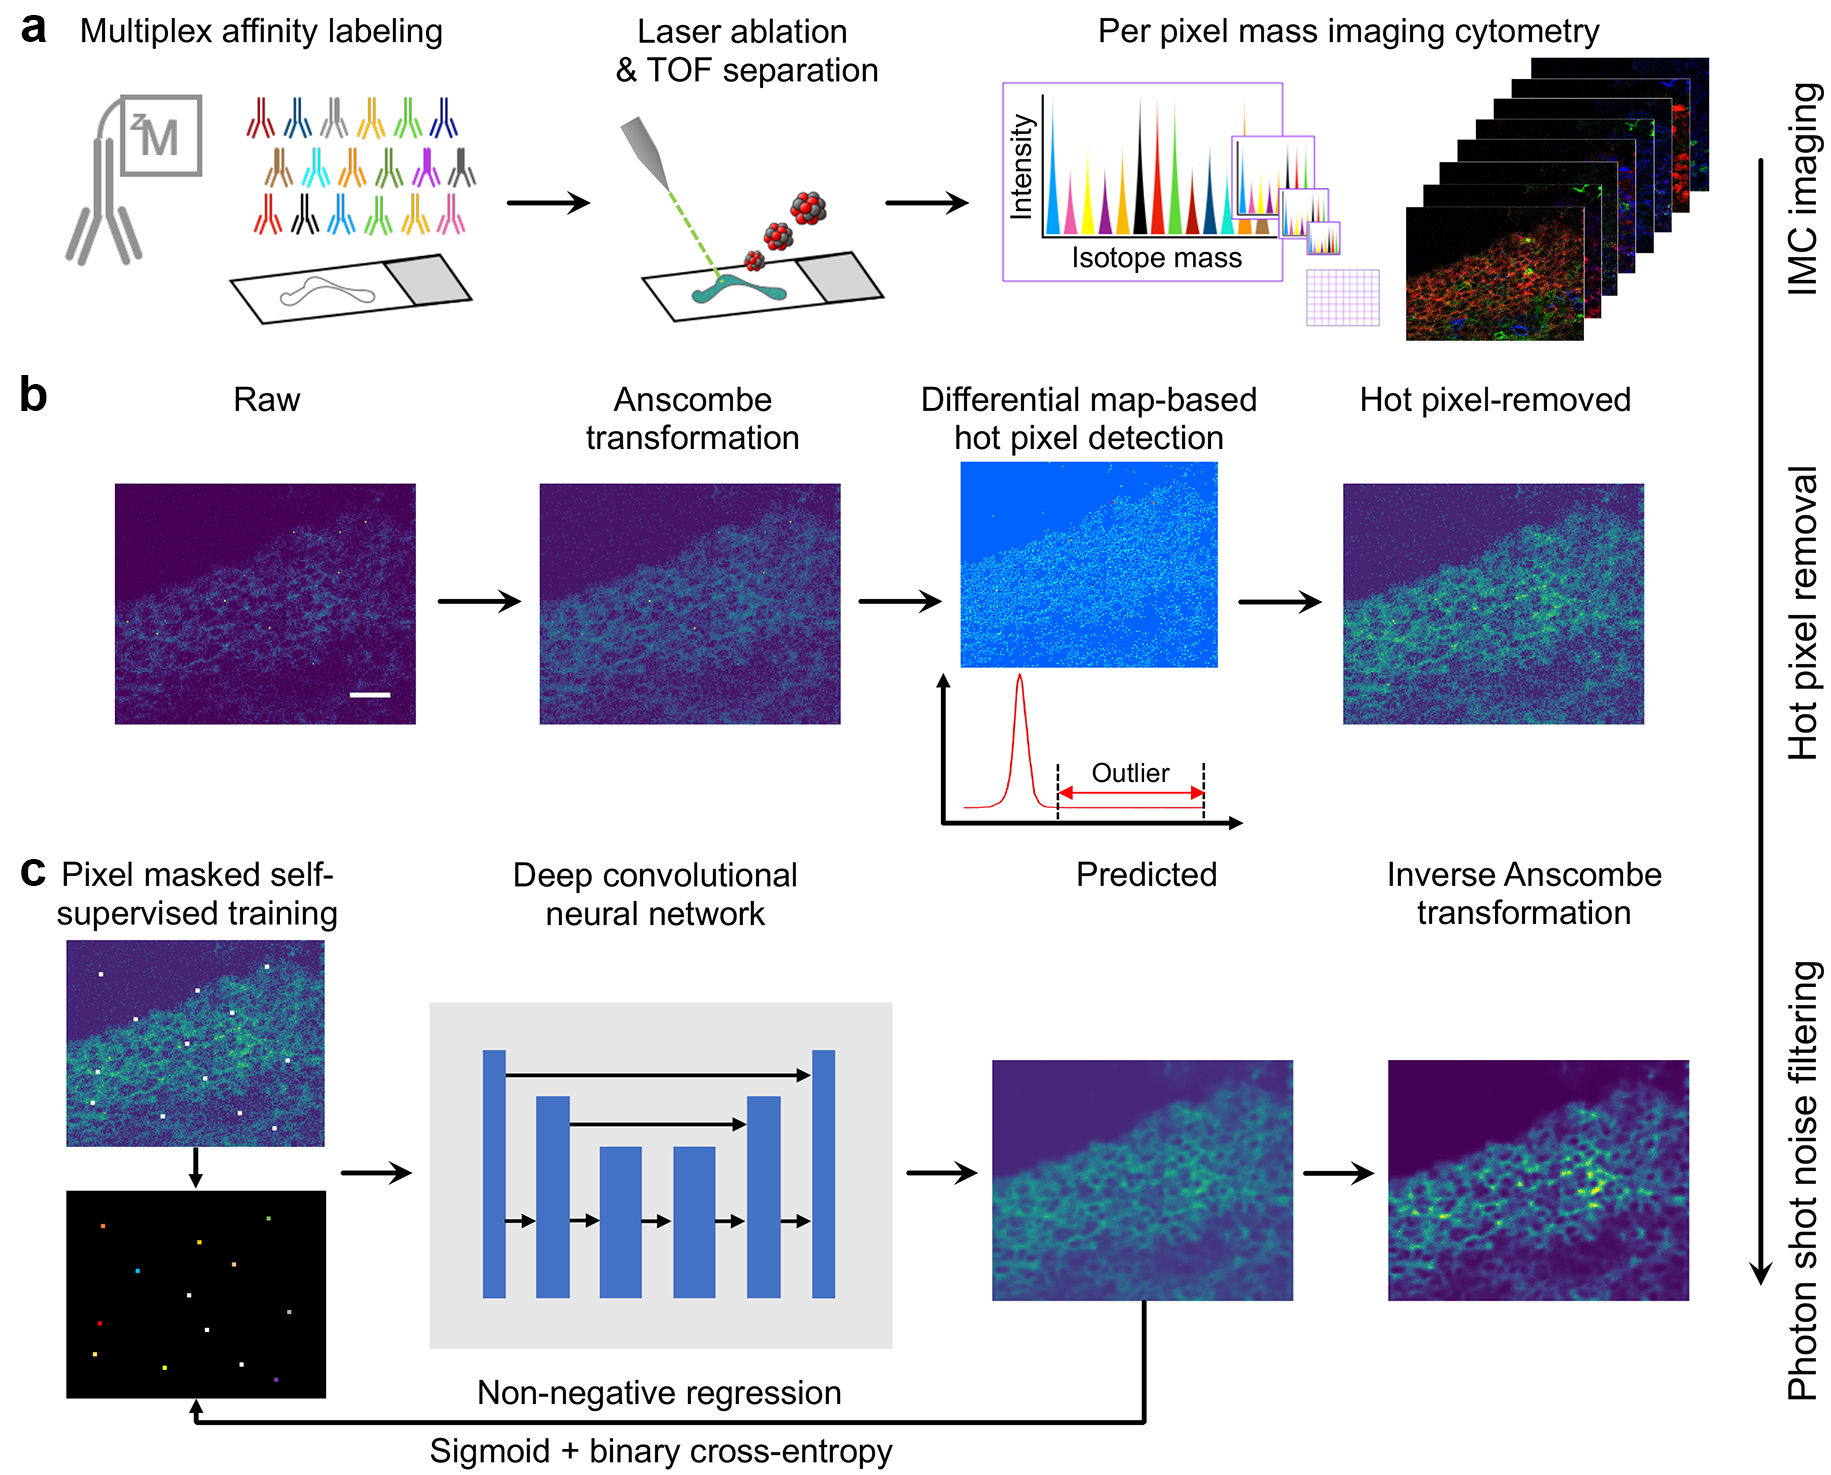 a
Multiplex affinity labeling
Laser ablation
& TOF separation
Per pixel mass imaging cytometry
zM
Intensity
Isotope mass
IMC imaging
b
Raw
Anscombe
transformation
Differential map-based
hot pixel detection
Hot pixel-removed
Outlier
Hot pixel removal
c
Pixel masked self-
supervised training
Deep convolutional
neural network
Predicted
Inverse Anscombe
transformation
Non-negative regression
Sigmoid + binary cross-entropy
Photon shot noise filtering